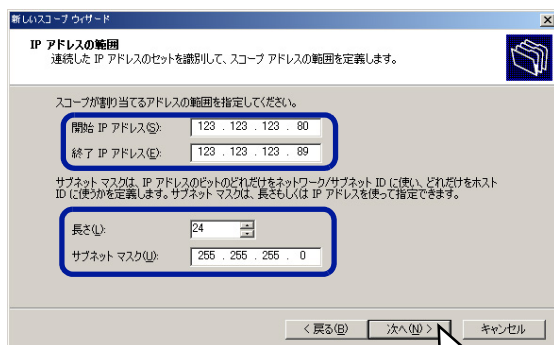 新しいスコープ ウィザード
IP アドレスの範囲
連続した IP アドレスのセットを識別して、スコープ アドレスの範囲を定義します。
スコープが割り当てるアドレスの範囲を指定してください。
開始 IP アドレス(S): 123 . 123 . 123 . 80
終了 IP アドレス(E): 123 . 123 . 123 . 89
サブネット マスクは、IP アドレスのビットのどれだけをネットワーク/サブネット ID に使い、どれだけをホスト
ID に使うかを定義します。サブネット マスクは、長さもしくは IP アドレスを使って指定できます。
長さ(L): 24
サブネット マスク(U): 255 . 255 . 255 . 0
< 戻る(B) 次へ(N) > キャンセル